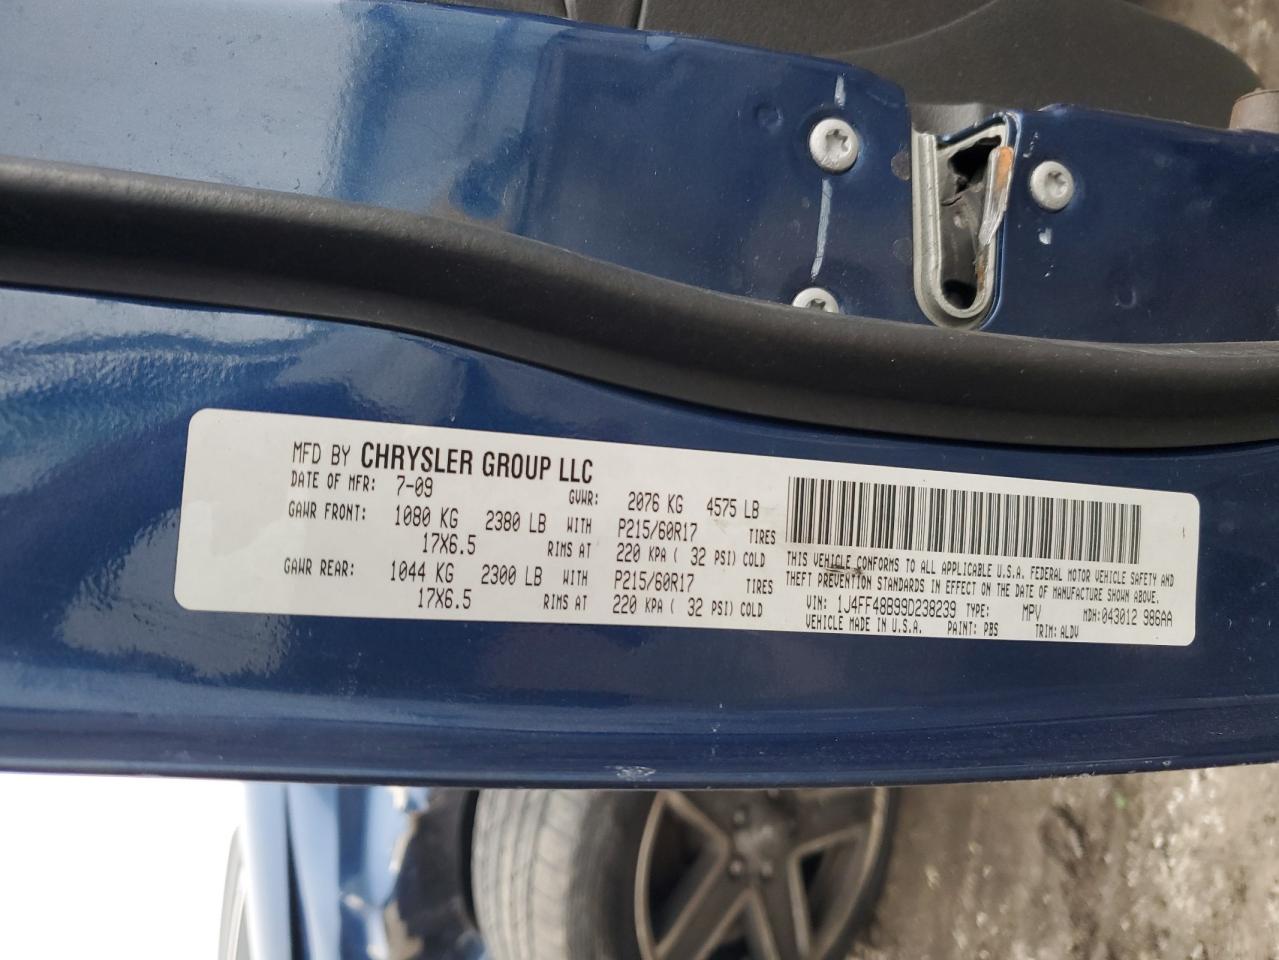 MFD BY CHRYSLER GROUP LLC
DATE OF MFR: 7-09 GVWR: 2076 KG 4575 LB
GAWR FRONT: 1080 KG 2380 LB WITH P215/60R17 TIRES
17X6.5 RIMS AT 220 KPA ( 32 PSI) COLD
GAWR REAR: 1044 KG 2300 LB WITH P215/60R17 TIRES
17X6.5 RIMS AT 220 KPA ( 32 PSI) COLD
THIS VEHICLE CONFORMS TO ALL APPLICABLE U.S.A. FEDERAL MOTOR VEHICLE SAFETY AND
THEFT PREVENTION STANDARDS IN EFFECT ON THE DATE OF MANUFACTURE SHOWN ABOVE.
VIN: 1J4FF48B99D238239 TYPE: MPV MDH:043012 986AA
VEHICLE MADE IN U.S.A. PAINT: PBS TRIM: ALDV